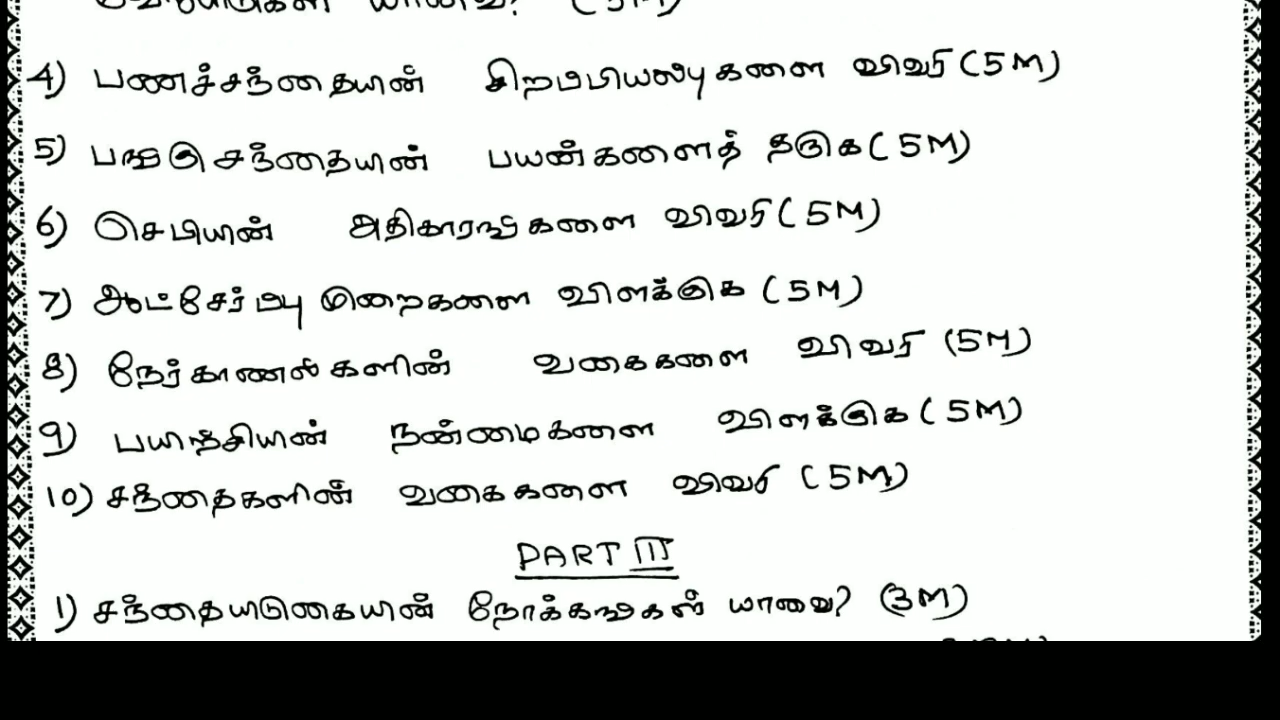 யாவை? (5M)
4) பணச்சந்தையின் சிறப்பியல்புகளை விவரி (5M)
5) பங்கு சந்தையின் பயன்களைத் தருக (5M)
6) செபியின் அதிகாரங்களை விவரி (5M)
7) ஆட்சேர்ப்பு முறைகளை விளக்குக (5M)
8) நேர்காணல்களின் வகைகளை விவரி (5M)
9) பயிற்சியின் நன்மைகளை விளக்குக (5M)
10) சந்தைகளின் வகைகளை விவரி (5M)
PART III
1) சந்தையிடுகையின் நோக்கங்கள் யாவை? (3M)